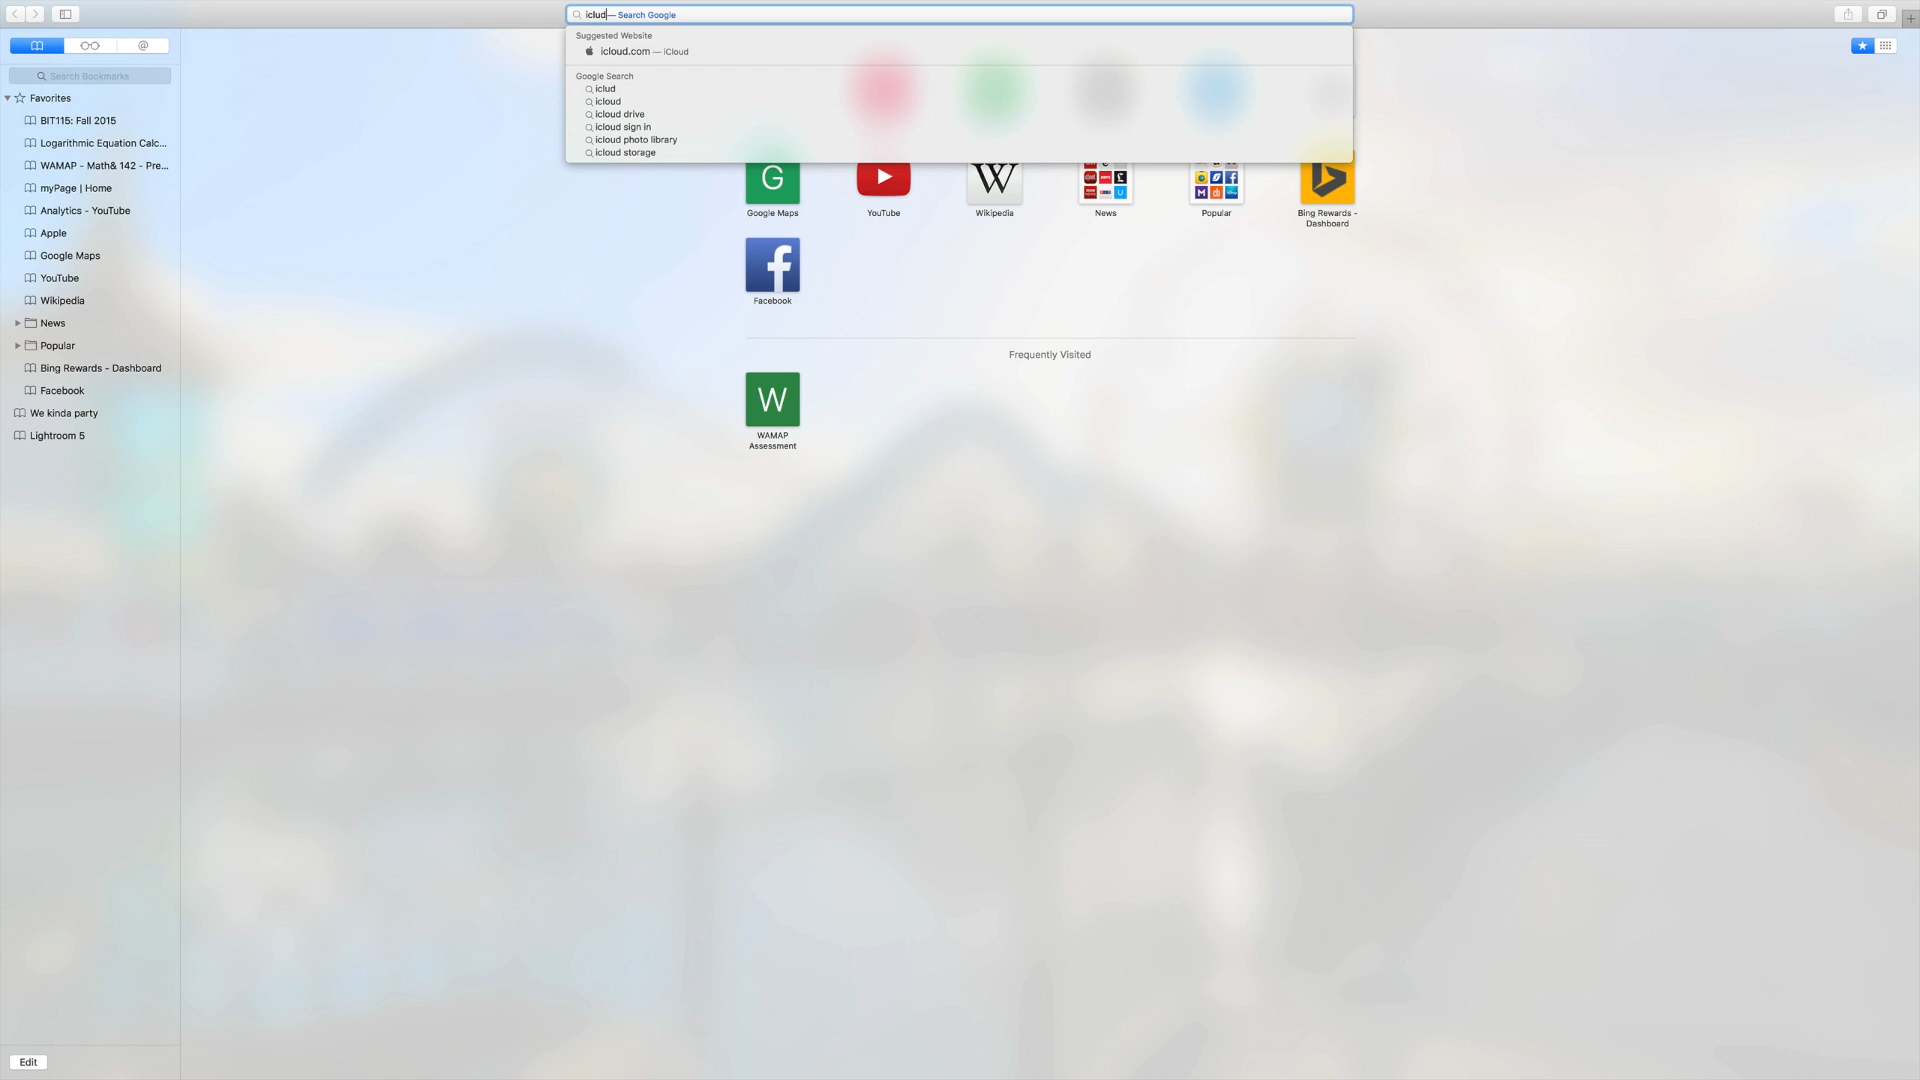 iclud — Search Google
Suggested Website
icloud.com — iCloud
Google Search
iclud
icloud
icloud drive
icloud sign in
icloud photo library
icloud storage
@
Search Bookmarks
Favorites
BIT115: Fall 2015
Logarithmic Equation Calc...
WAMAP - Math& 142 - Pre...
myPage | Home
Analytics - YouTube
Apple
Google Maps
YouTube
Wikipedia
News
Popular
Bing Rewards - Dashboard
Facebook
We kinda party
Lightroom 5
G
W
Google Maps
YouTube
Wikipedia
News
Popular
Bing Rewards -
Dashboard
f
Facebook
Frequently Visited
W
WAMAP
Assessment
Edit